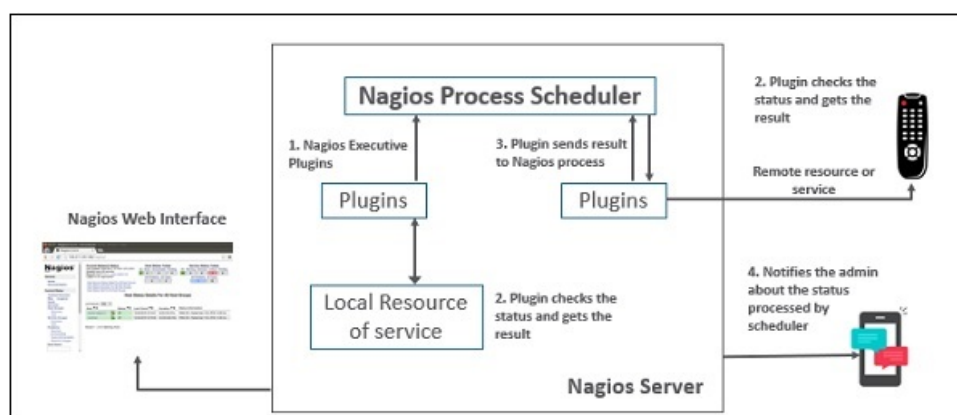 Nagios Process Scheduler
1. Nagios Executive
Plugins
3. Plugin sends result
to Nagios process
Plugins
Plugins
2. Plugin checks the
status and gets the
result
Remote resource or
service
Nagios Web Interface
Nagios
Local Resource
of service
2. Plugin checks the
status and gets the
result
4. Notifies the admin
about the status
processed by
scheduler
Nagios Server